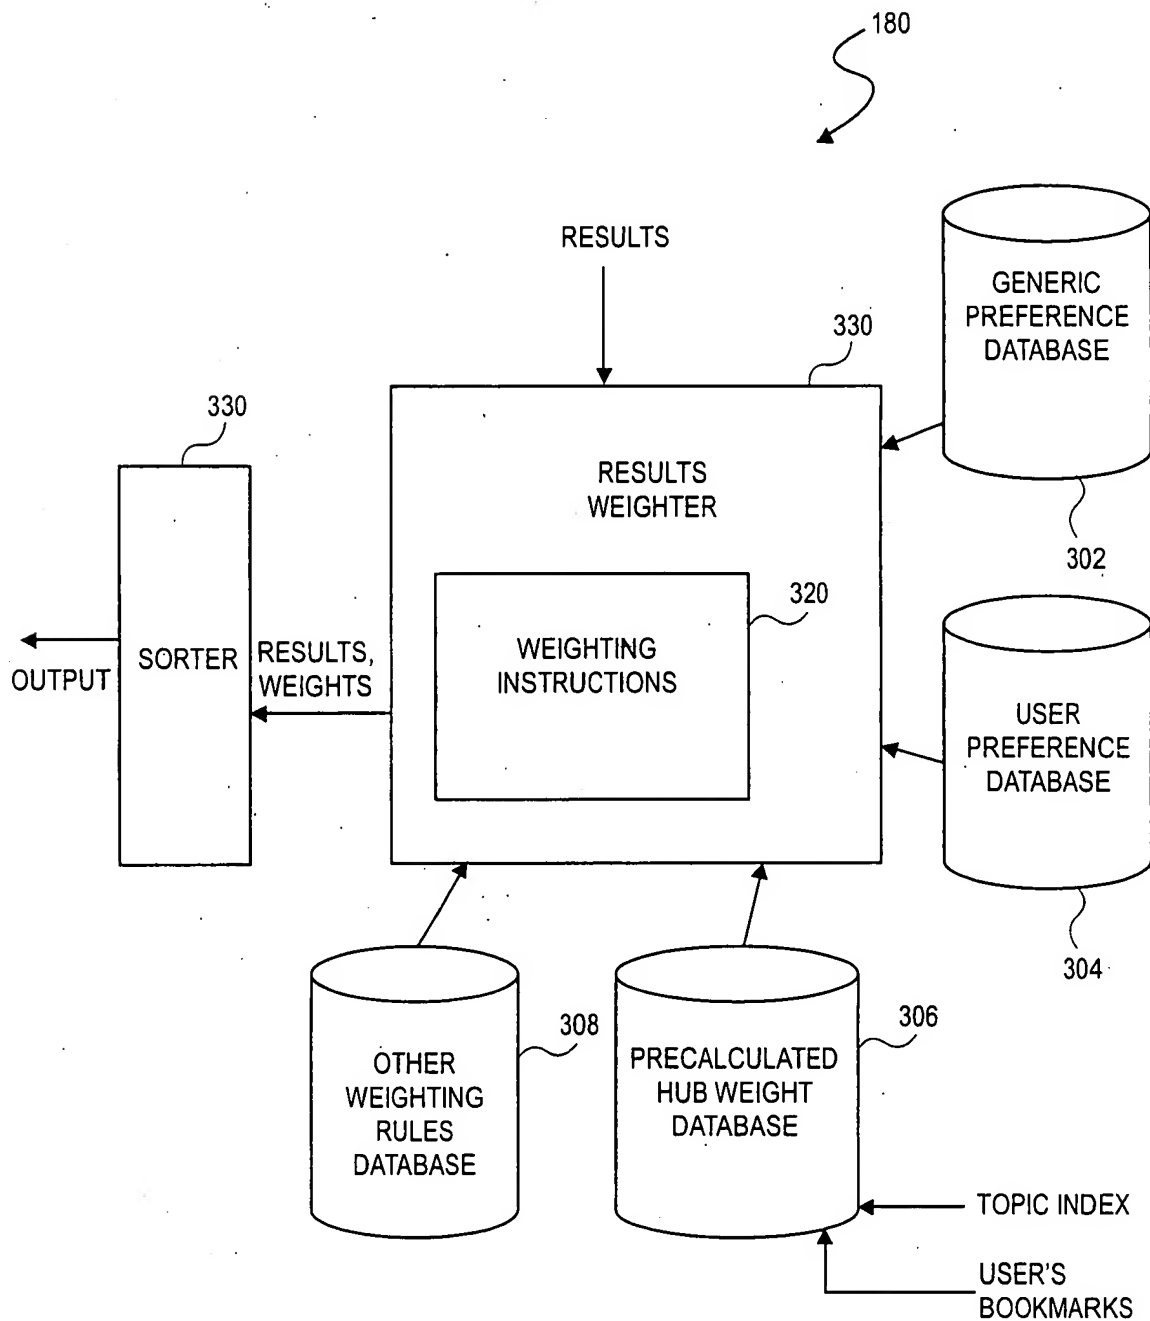 180
RESULTS
GENERIC
PREFERENCE
DATABASE
330
330
RESULTS
WEIGHTER
302
320
WEIGHTING
INSTRUCTIONS
SORTER
OUTPUT
RESULTS,
WEIGHTS
USER
PREFERENCE
DATABASE
304
308
306
OTHER
WEIGHTING
RULES
DATABASE
PRECALCULATED
HUB WEIGHT
DATABASE
TOPIC INDEX
USER'S
BOOKMARKS